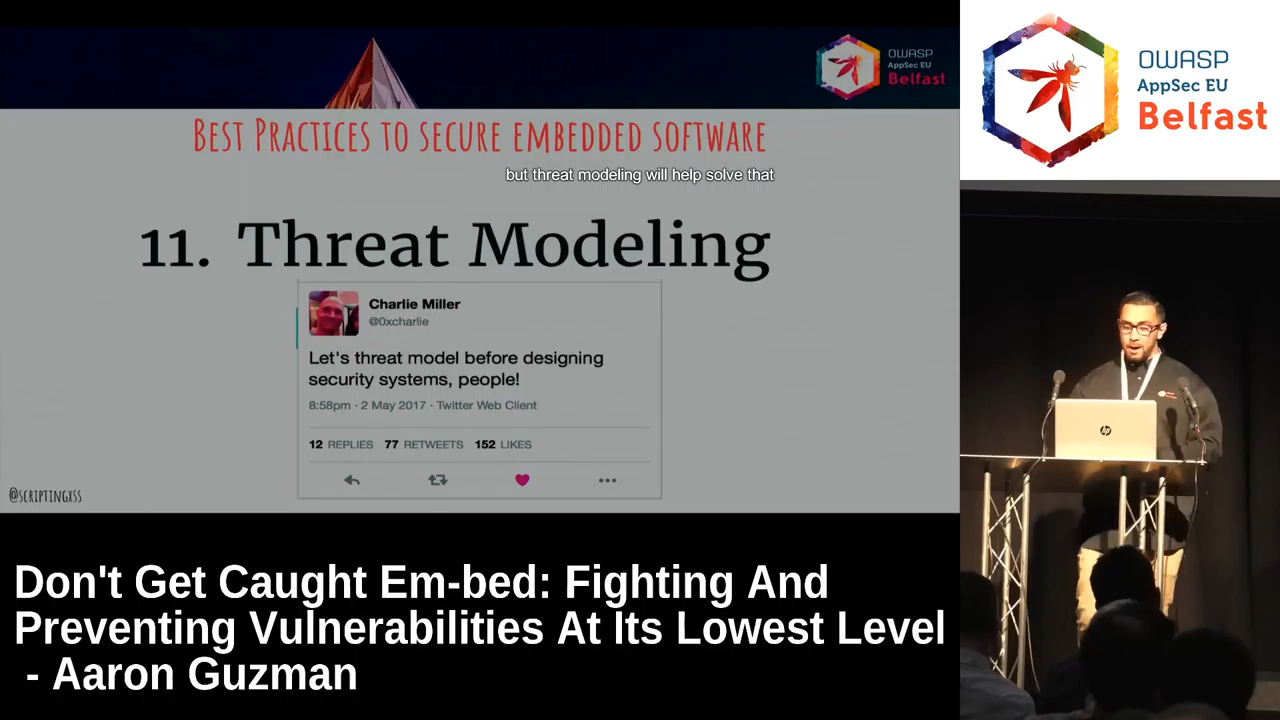 OWASP
AppSec EU
Belfast
BEST PRACTICES TO SECURE EMBEDDED SOFTWARE
but threat modeling will help solve that
11. Threat Modeling
Charlie Miller
@0xcharlie
Let's threat model before designing
security systems, people!
8:58pm · 2 May 2017 · Twitter Web Client
12 REPLIES 77 RETWEETS 152 LIKES
@SCRIPTINGXSS
OWASP
AppSec EU
Belfast
hp
Don't Get Caught Em-bed: Fighting And
Preventing Vulnerabilities At Its Lowest Level
- Aaron Guzman